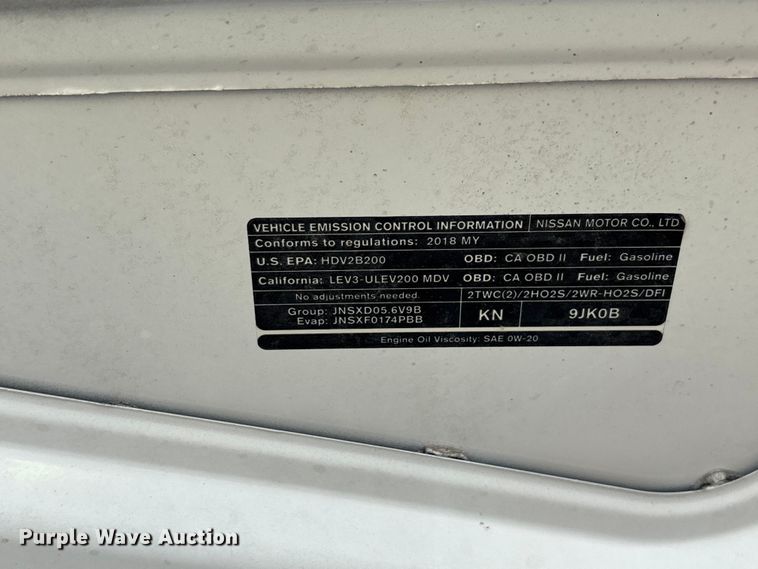 VEHICLE EMISSION CONTROL INFORMATION NISSAN MOTOR CO., LTD
Conforms to regulations: 2018 MY
U.S. EPA: HDV2B200 OBD: CA OBD II Fuel: Gasoline
California: LEV3-ULEV200 MDV OBD: CA OBD II Fuel: Gasoline
No adjustments needed. 2TWC(2)/2HO2S/2WR-HO2S/DFI
Group: JNSXD05.6V9B
Evap: JNSXF0174PBB
KN 9JK0B
Engine Oil Viscosity: SAE 0W-20
Purple Wave Auction